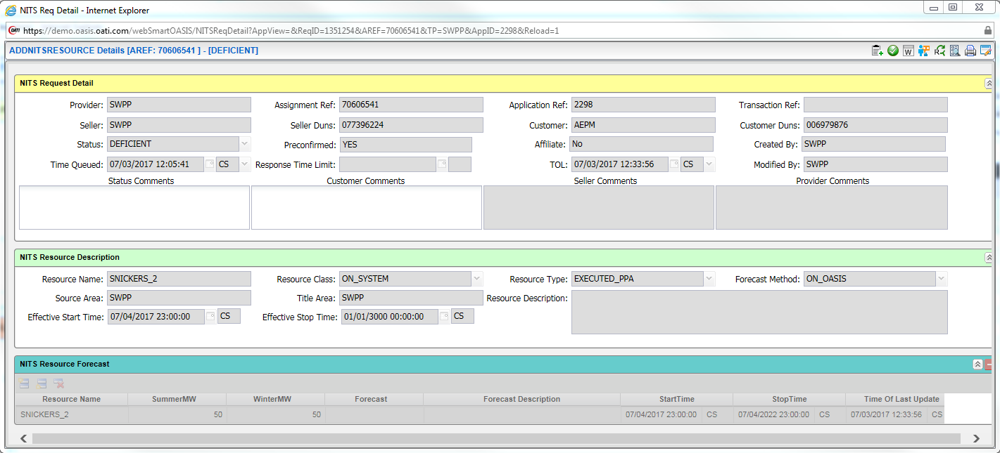 NITS Req Detail - Internet Explorer
OATI https://demo.oasis.oati.com/webSmartOASIS/NITSReqDetail?AppView=&ReqID=1351254&AREF=70606541&TP=SWPP&AppID=2298&Reload=1
ADDNITSRESOURCE Details [AREF: 70606541 ] - [DEFICIENT] W R
NITS Request Detail
Provider: SWPP Assignment Ref: 70606541 Application Ref: 2298 Transaction Ref:
Seller: SWPP Seller Duns: 077396224 Customer: AEPM Customer Duns: 006979876
Status: DEFICIENT Preconfirmed: YES Affiliate: No Created By: SWPP
Time Queued: 07/03/2017 12:05:41 CS Response Time Limit: TOL: 07/03/2017 12:33:56 CS Modified By: SWPP
Status Comments Customer Comments Seller Comments Provider Comments
NITS Resource Description
Resource Name: SNICKERS_2 Resource Class: ON_SYSTEM Resource Type: EXECUTED_PPA Forecast Method: ON_OASIS
Source Area: SWPP Title Area: SWPP Resource Description:
Effective Start Time: 07/04/2017 23:00:00 CS Effective Stop Time: 01/01/3000 00:00:00 CS
NITS Resource Forecast
Resource Name SummerMW WinterMW Forecast Forecast Description StartTime StopTime Time Of Last Update
SNICKERS_2 50 50 07/04/2017 23:00:00 CS 07/04/2022 23:00:00 CS 07/03/2017 12:33:56 CS